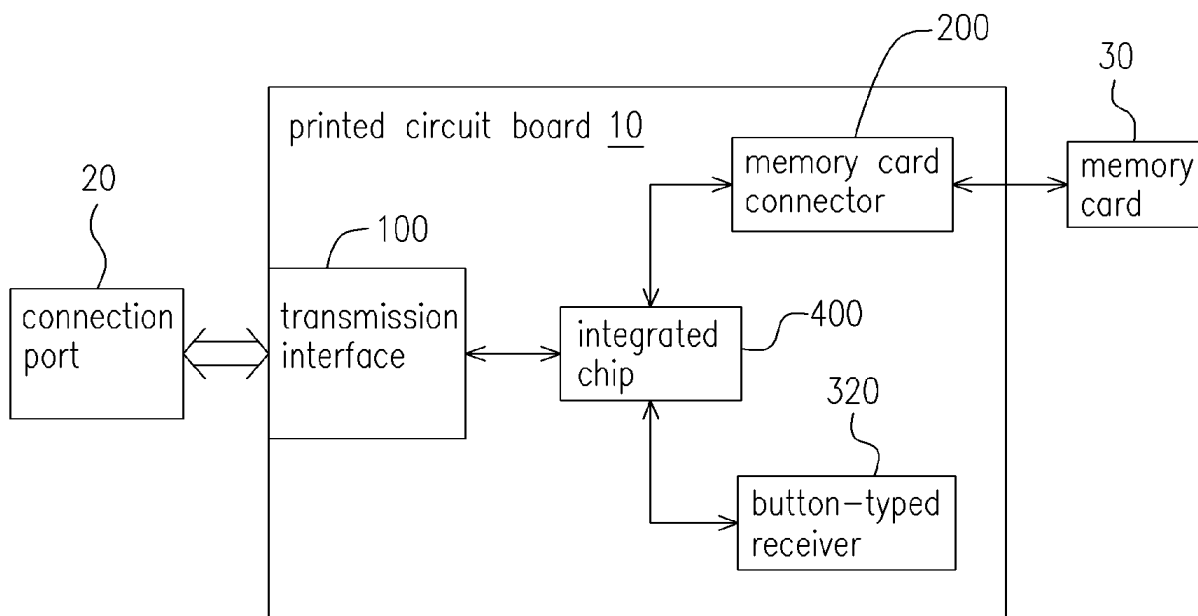 200
30
printed circuit board 10
memory card
connector
memory
card
20
100
connection
port
transmission
interface
integrated
chip
400
320
button-typed
receiver